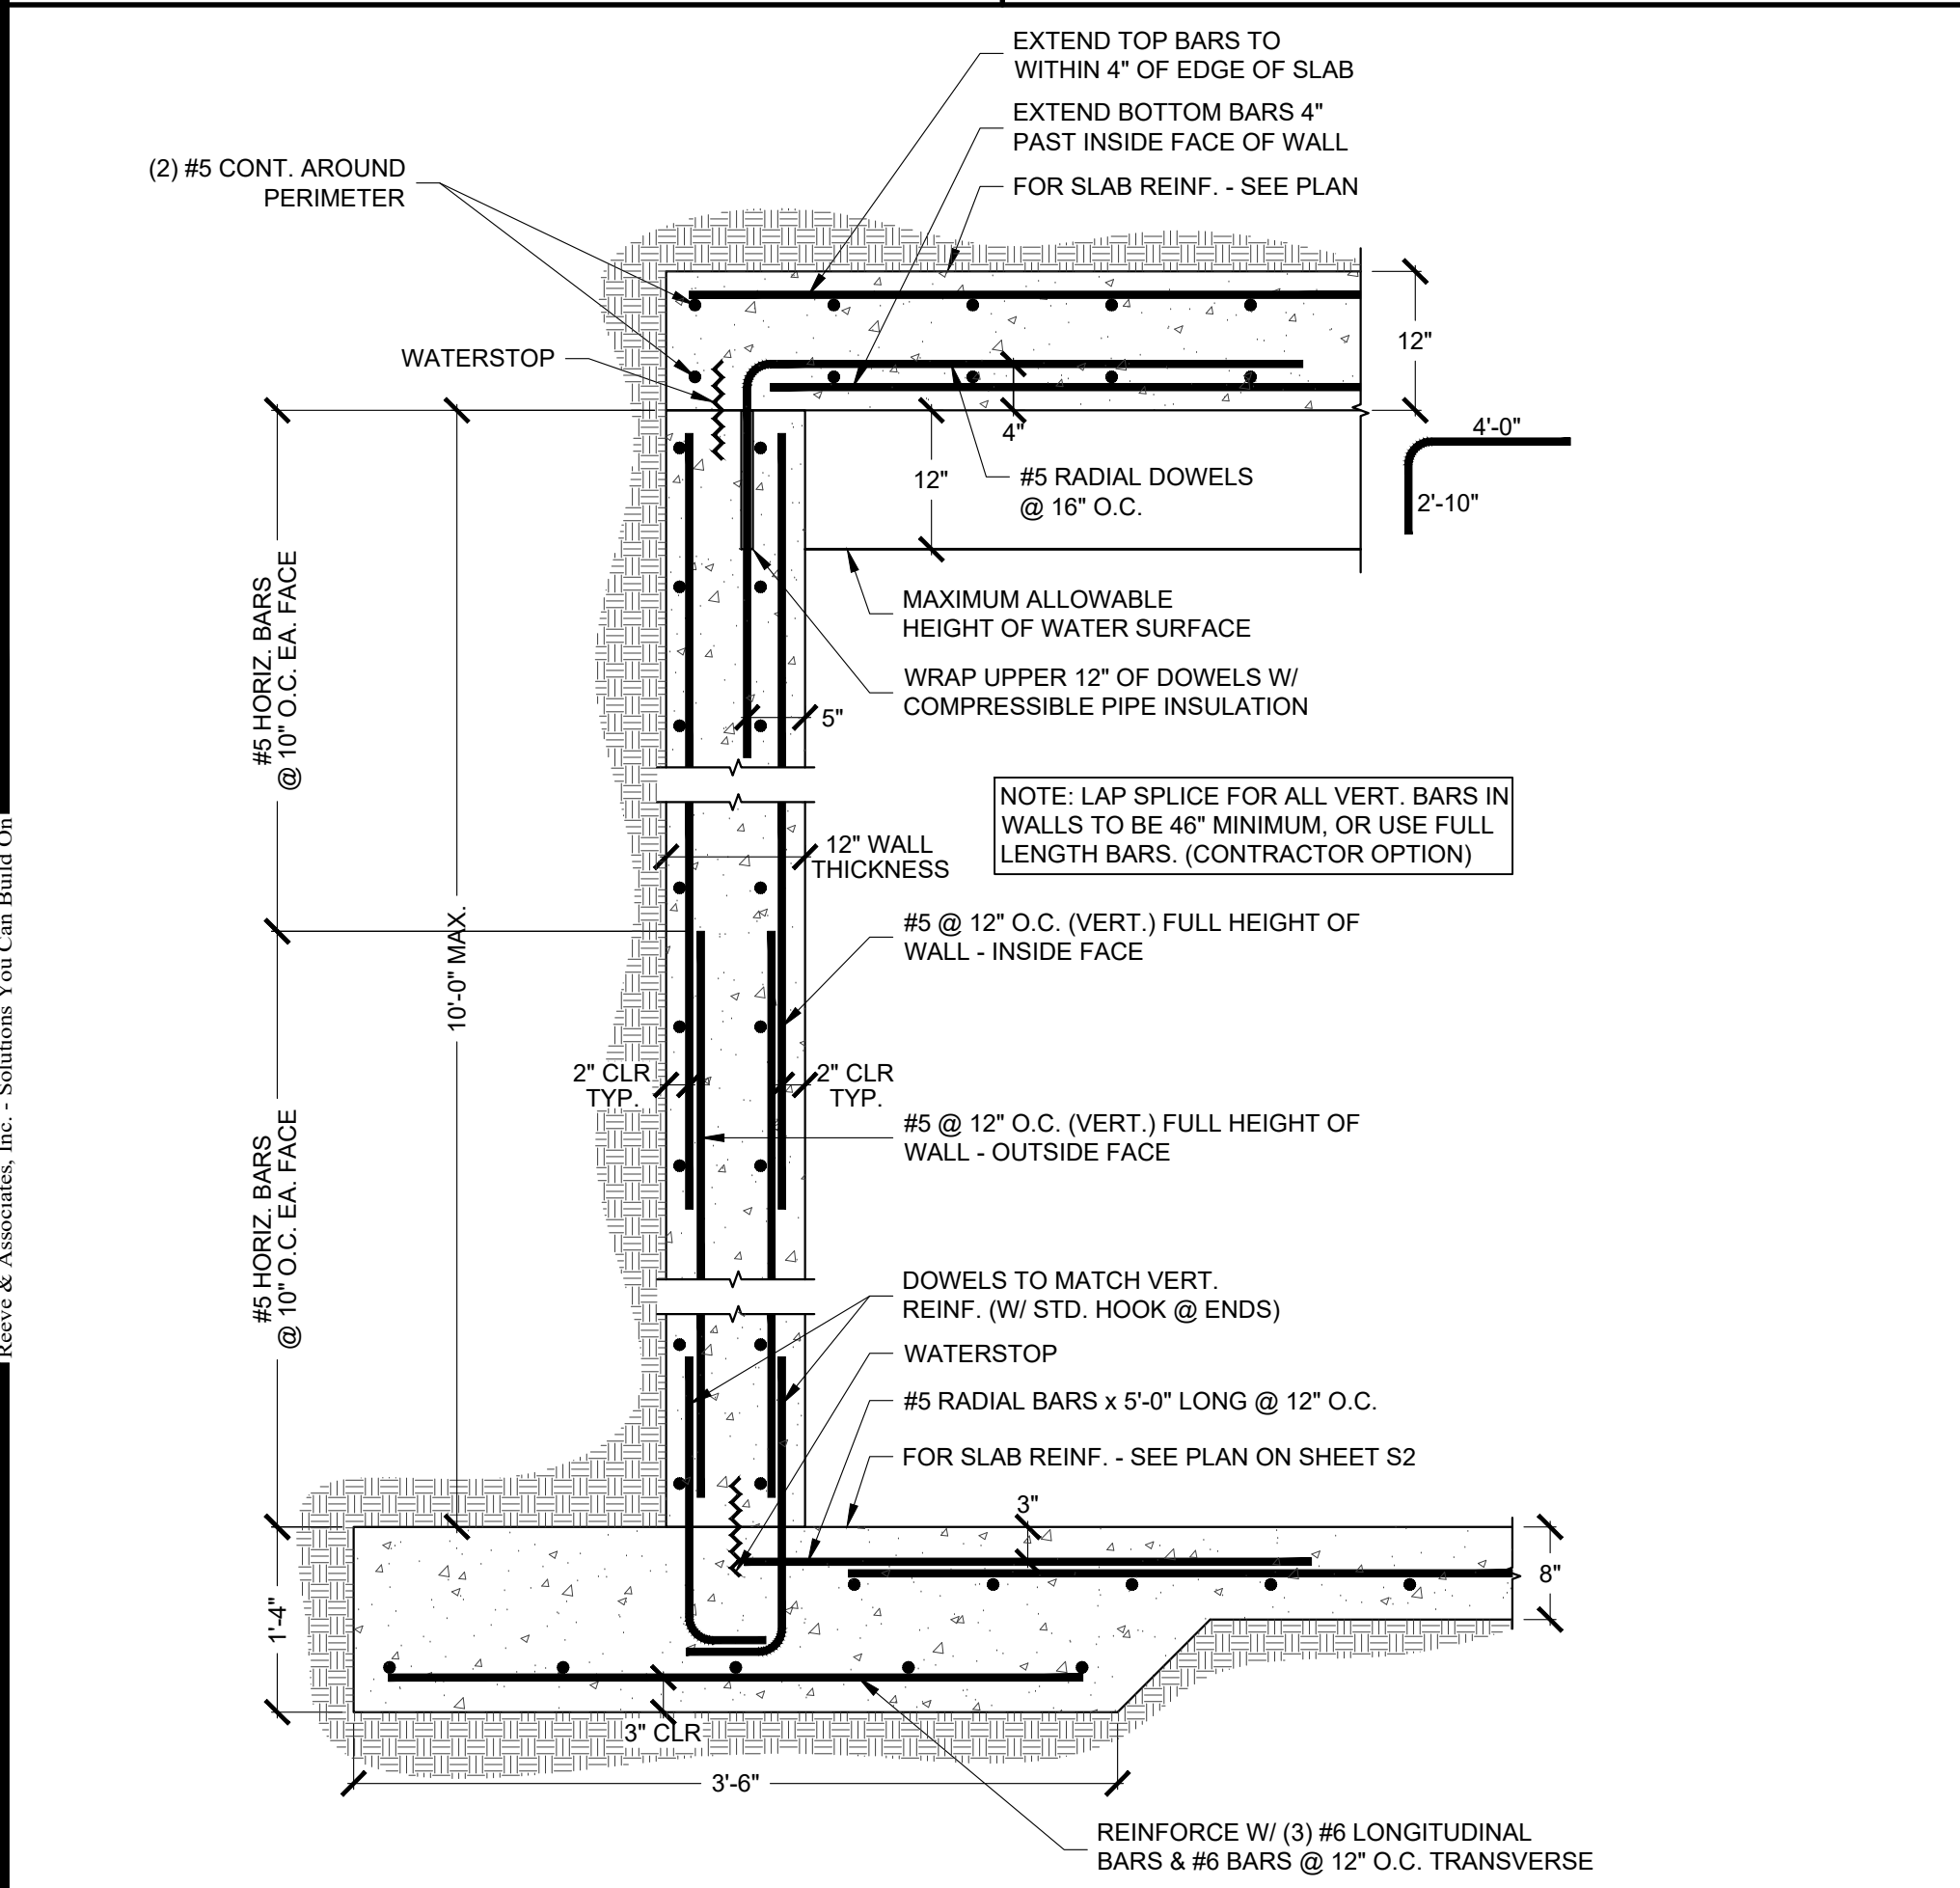 EXTEND TOP BARS TO
WITHIN 4" OF EDGE OF SLAB
EXTEND BOTTOM BARS 4"
PAST INSIDE FACE OF WALL
FOR SLAB REINF. - SEE PLAN
(2) #5 CONT. AROUND
PERIMETER
WATERSTOP
12"
4"
12"
#5 RADIAL DOWELS
@ 16" O.C.
4'-0"
2'-10"
MAXIMUM ALLOWABLE
HEIGHT OF WATER SURFACE
WRAP UPPER 12" OF DOWELS W/
COMPRESSIBLE PIPE INSULATION
5"
#5 HORIZ. BARS
@ 10" O.C. EA. FACE
10'-0" MAX.
NOTE: LAP SPLICE FOR ALL VERT. BARS IN
WALLS TO BE 46" MINIMUM, OR USE FULL
LENGTH BARS. (CONTRACTOR OPTION)
12" WALL
THICKNESS
#5 @ 12" O.C. (VERT.) FULL HEIGHT OF
WALL - INSIDE FACE
2" CLR
TYP.
2" CLR
TYP.
#5 @ 12" O.C. (VERT.) FULL HEIGHT OF
WALL - OUTSIDE FACE
#5 HORIZ. BARS
@ 10" O.C. EA. FACE
DOWELS TO MATCH VERT.
REINF. (W/ STD. HOOK @ ENDS)
WATERSTOP
#5 RADIAL BARS x 5'-0" LONG @ 12" O.C.
FOR SLAB REINF. - SEE PLAN ON SHEET S2
3"
8"
1'-4"
3" CLR
3'-6"
REINFORCE W/ (3) #6 LONGITUDINAL
BARS & #6 BARS @ 12" O.C. TRANSVERSE
Reeve & Associates, Inc. - Solutions You Can Build On